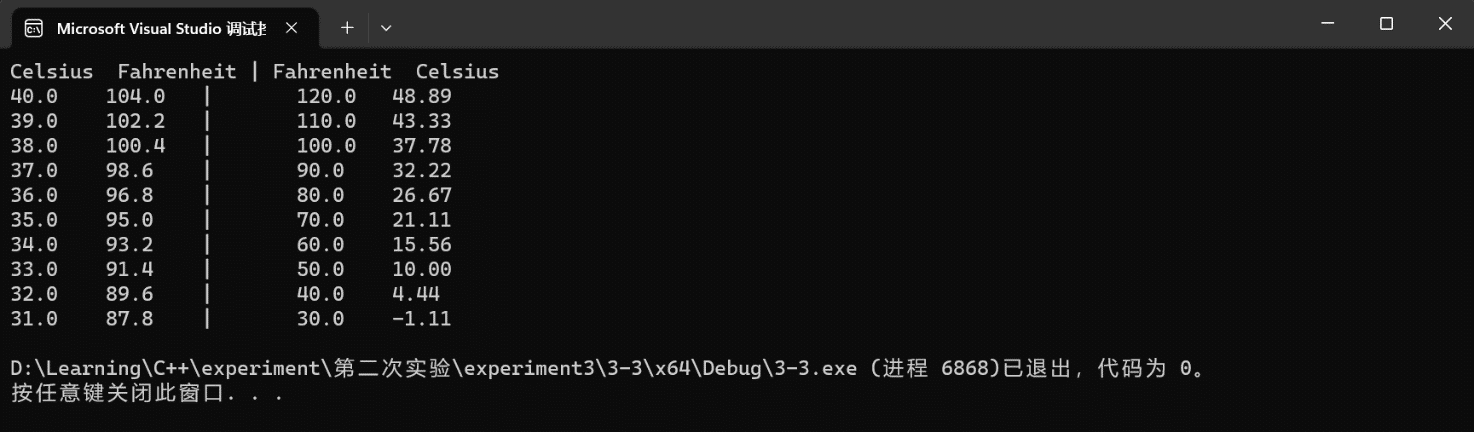 Microsoft Visual Studio 调试
Celsius  Fahrenheit | Fahrenheit  Celsius
40.0    104.0   |       120.0   48.89
39.0    102.2   |       110.0   43.33
38.0    100.4   |       100.0   37.78
37.0    98.6    |       90.0    32.22
36.0    96.8    |       80.0    26.67
35.0    95.0    |       70.0    21.11
34.0    93.2    |       60.0    15.56
33.0    91.4    |       50.0    10.00
32.0    89.6    |       40.0    4.44
31.0    87.8    |       30.0    -1.11
D:\Learning\C++\experiment\第二次实验\experiment3\3-3\x64\Debug\3-3.exe (进程 6868)已退出，代码为 0。
按任意键关闭此窗口. . .